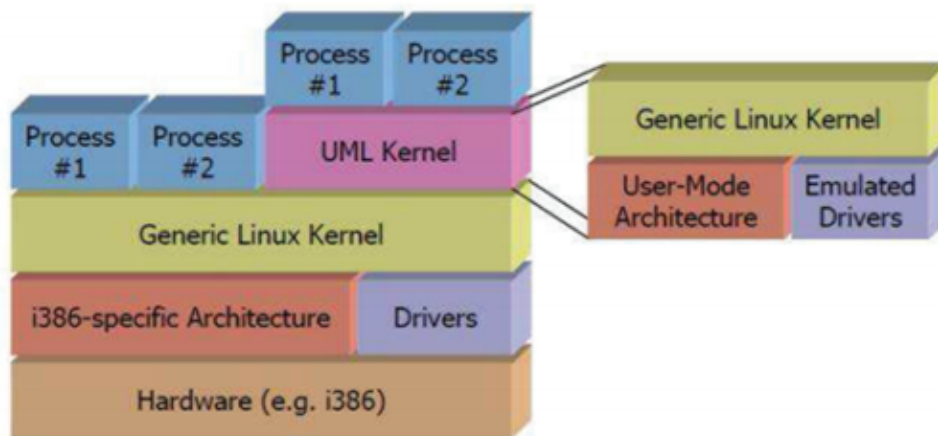 Process
#1
Process
#2
Process
#1
Process
#2
UML Kernel
Generic Linux Kernel
i386-specific Architecture
Drivers
Hardware (e.g. i386)
Generic Linux Kernel
User-Mode
Architecture
Emulated
Drivers